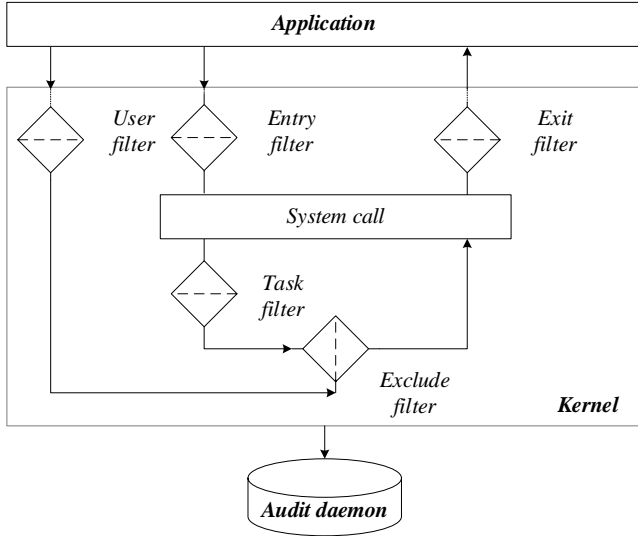 Application
User
filter
Entry
filter
Exit
filter
System call
Task
filter
Exclude
filter
Kernel
Audit daemon